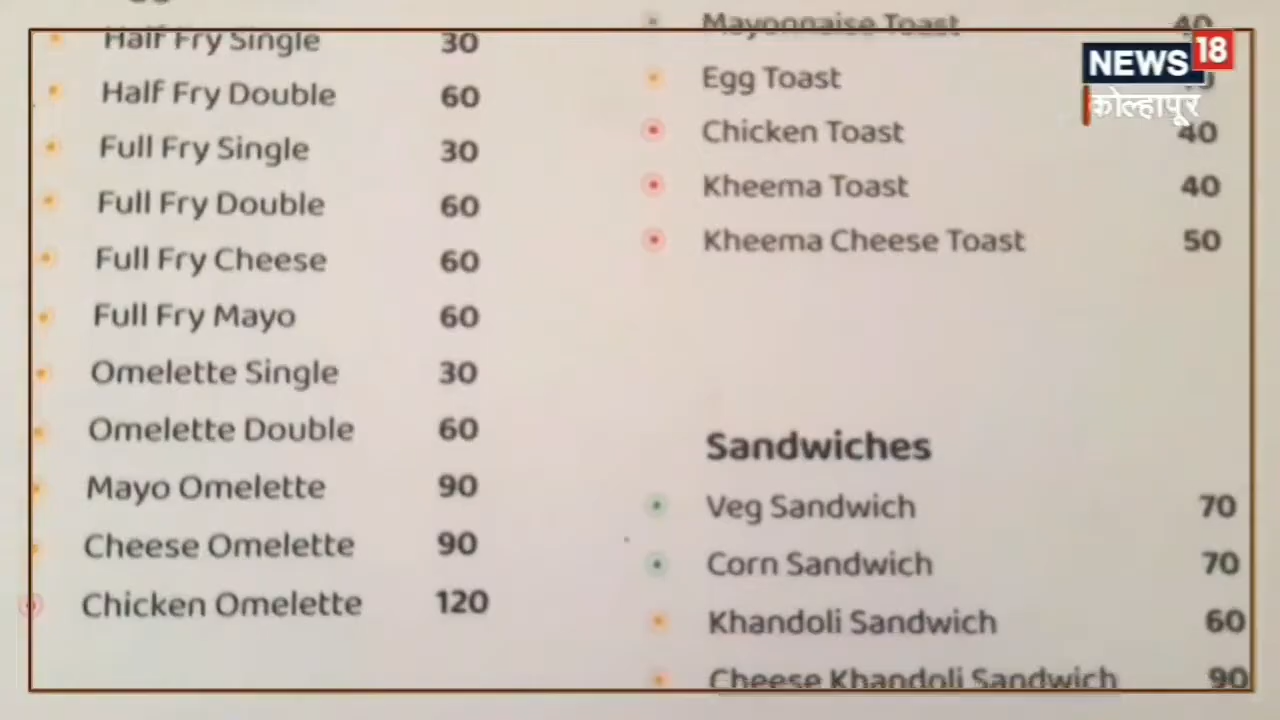 Half Fry Single 30
Half Fry Double 60
Full Fry Single 30
Full Fry Double 60
Full Fry Cheese 60
Full Fry Mayo 60
Omelette Single 30
Omelette Double 60
Mayo Omelette 90
Cheese Omelette 90
Chicken Omelette 120
Mayonnaise Toast 40
Egg Toast
Chicken Toast 40
Kheema Toast 40
Kheema Cheese Toast 50
Sandwiches
Veg Sandwich 70
Corn Sandwich 70
Khandoli Sandwich 60
Cheese Khandoli Sandwich 90
NEWS 18
कोल्हापूर